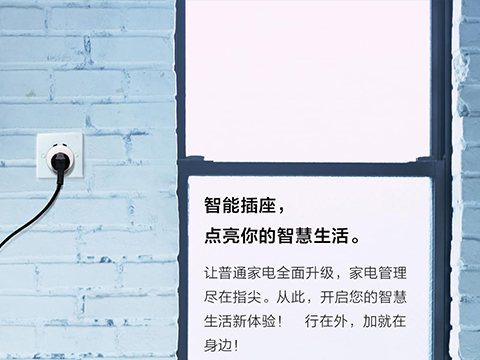 智能插座，
点亮你的智慧生活。
让普通家电全面升级，家电管理
尽在指尖。从此，开启您的智慧
生活新体验！　行在外，加就在
身边！